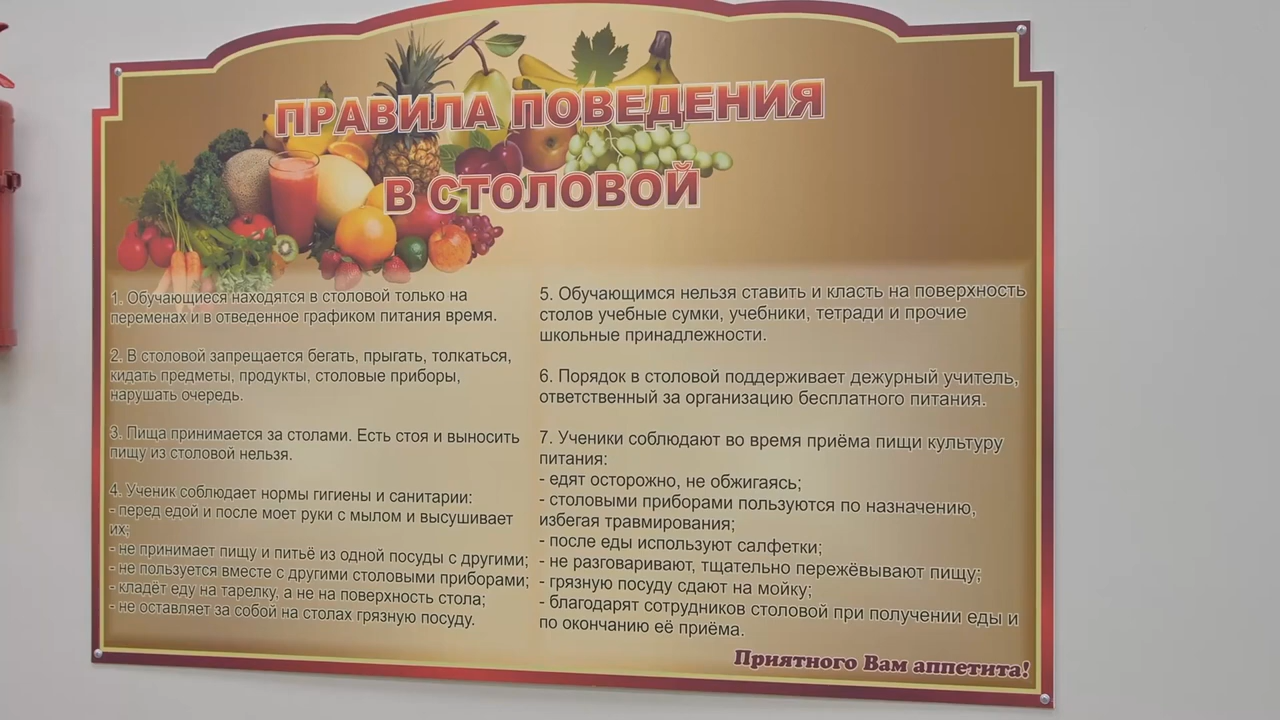 ПРАВИЛА ПОВЕДЕНИЯ
В СТОЛОВОЙ
1. Обучающиеся находятся в столовой только на
переменах и в отведенное графиком питания время.
2. В столовой запрещается бегать, прыгать, толкаться,
кидать предметы, продукты, столовые приборы,
нарушать очередь.
3. Пища принимается за столами. Есть стоя и выносить
пищу из столовой нельзя.
4. Ученик соблюдает нормы гигиены и санитарии:
- перед едой и после моет руки с мылом и высушивает
их;
- не принимает пищу и питьё из одной посуды с другими;
- не пользуется вместе с другими столовыми приборами;
- кладёт еду на тарелку, а не на поверхность стола;
- не оставляет за собой на столах грязную посуду.
5. Обучающимся нельзя ставить и класть на поверхность
столов учебные сумки, учебники, тетради и прочие
школьные принадлежности.
6. Порядок в столовой поддерживает дежурный учитель,
ответственный за организацию бесплатного питания.
7. Ученики соблюдают во время приёма пищи культуру
питания:
- едят осторожно, не обжигаясь;
- столовыми приборами пользуются по назначению,
избегая травмирования;
- после еды используют салфетки;
- не разговаривают, тщательно пережёвывают пищу;
- грязную посуду сдают на мойку;
- благодарят сотрудников столовой при получении еды и
по окончанию её приёма.
Приятного Вам аппетита!